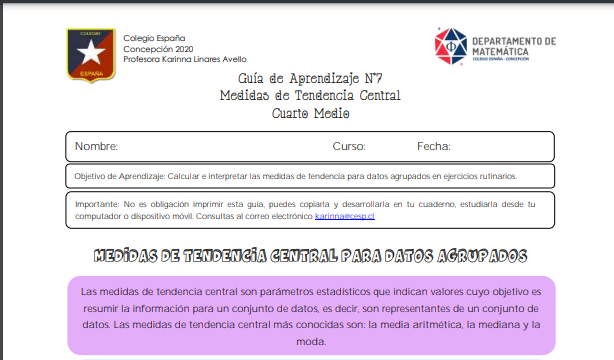 COLEGIO
ESPAÑA
Colegio España
Concepción 2020
Profesora Karinna Linares Avello
DEPARTAMENTO DE
MATEMÁTICA
COLEGIO ESPAÑA - CONCEPCIÓN
Guía de Aprendizaje N°7
Medidas de Tendencia Central
Cuarto Medio
Nombre: Curso: Fecha:
Objetivo de Aprendizaje: Calcular e interpretar las medidas de tendencia para datos agrupados en ejercicios rutinarios.
Importante: No es obligación imprimir esta guía, puedes copiarla y desarrollarla en tu cuaderno, estudiarla desde tu
computador o dispositivo móvil. Consultas al correo electrónico karinna@cesp.cl
MEDIDAS DE TENDENCIA CENTRAL PARA DATOS AGRUPADOS
Las medidas de tendencia central son parámetros estadísticos que indican valores cuyo objetivo es
resumir la información para un conjunto de datos, es decir, son representantes de un conjunto de
datos. Las medidas de tendencia central más conocidas son: la media aritmética, la mediana y la
moda.